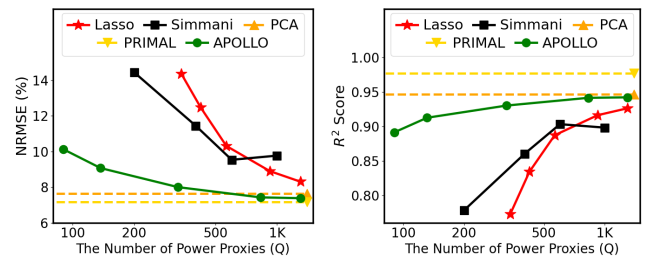 Lasso Simmani PCA
PRIMAL APOLLO
NRMSE (%)
14
12
10
8
6
100 200 500 1K
The Number of Power Proxies (Q)
Lasso Simmani PCA
PRIMAL APOLLO
R² Score
1.00
0.95
0.90
0.85
0.80
100 200 500 1K
The Number of Power Proxies (Q)